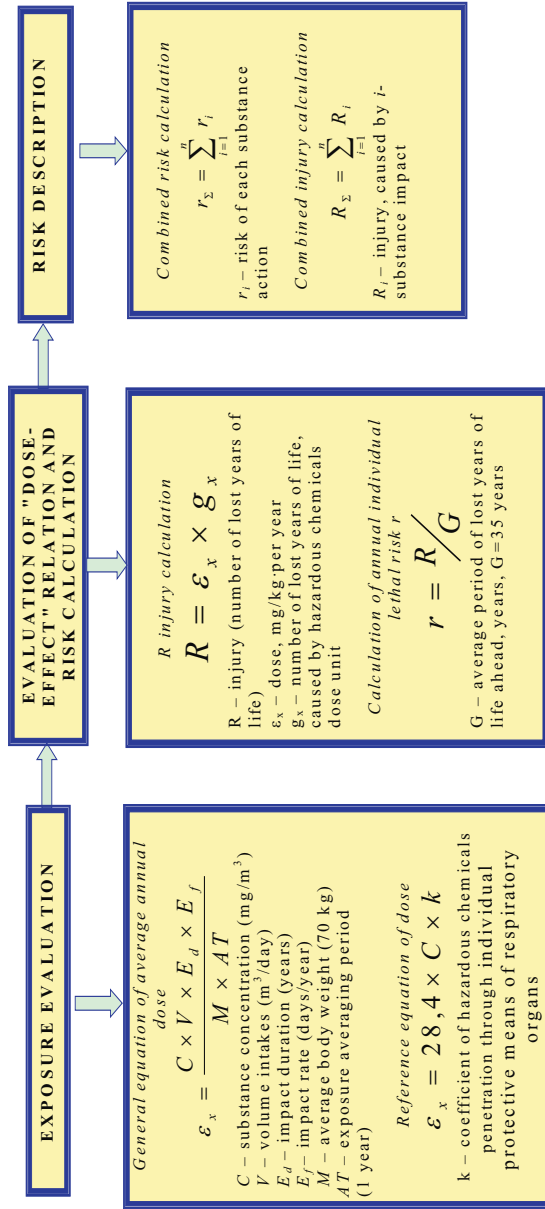 EXPOSURE EVALUATION
General equation of average annual
dose
ε_x = (C × V × E_d × E_f) / (M × AT)
C – substance concentration (mg/m³)
V – volume intakes (m³/day)
E_d – impact duration (years)
E_f – impact rate (days/year)
M – average body weight (70 kg)
AT – exposure averaging period
(1 year)
Reference equation of dose
ε_x = 28,4 × C × k
k – coefficient of hazardous chemicals
penetration through individual
protective means of respiratory
organs
EVALUATION OF "DOSE-
EFFECT" RELATION AND
RISK CALCULATION
R injury calculation
R = ε_x × g_x
R – injury (number of lost years of
life)
ε_x – dose, mg/kg·per year
g_x – number of lost years of life,
caused by hazardous chemicals
dose unit
Calculation of annual individual
lethal risk r
r = R/G
G – average period of lost years of
life ahead, years, G=35 years
RISK DESCRIPTION
Combined risk calculation
r_Σ = Σ_{i=1}^{n} r_i
r_i – risk of each substance
action
Combined injury calculation
R_Σ = Σ_{i=1}^{n} R_i
R_i – injury, caused by i-
substance impact